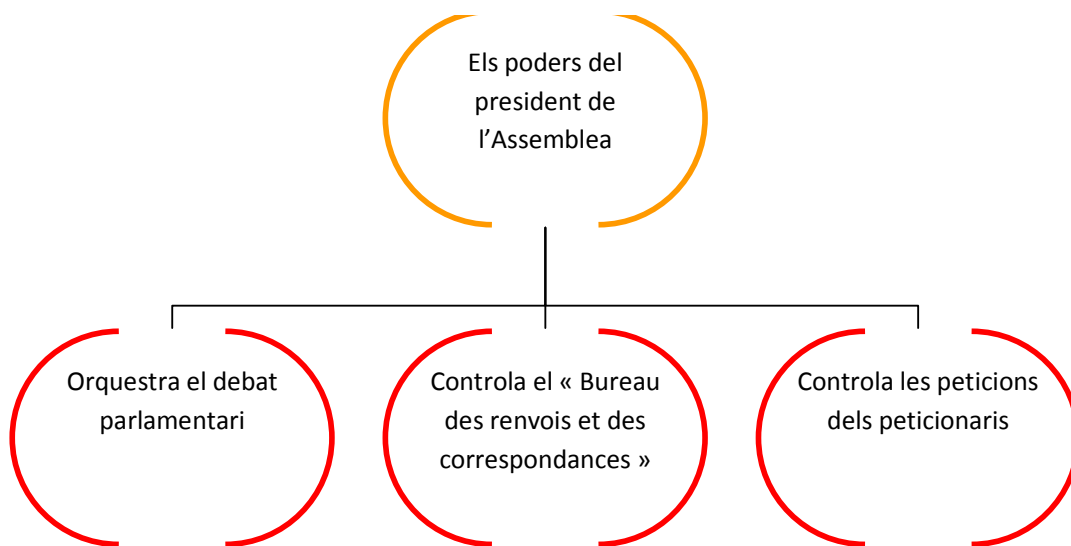 Els poders del
president de
l’Assemblea
Orquestra el debat
parlamentari
Controla el « Bureau
des renvois et des
correspondances »
Controla les peticions
dels peticionaris